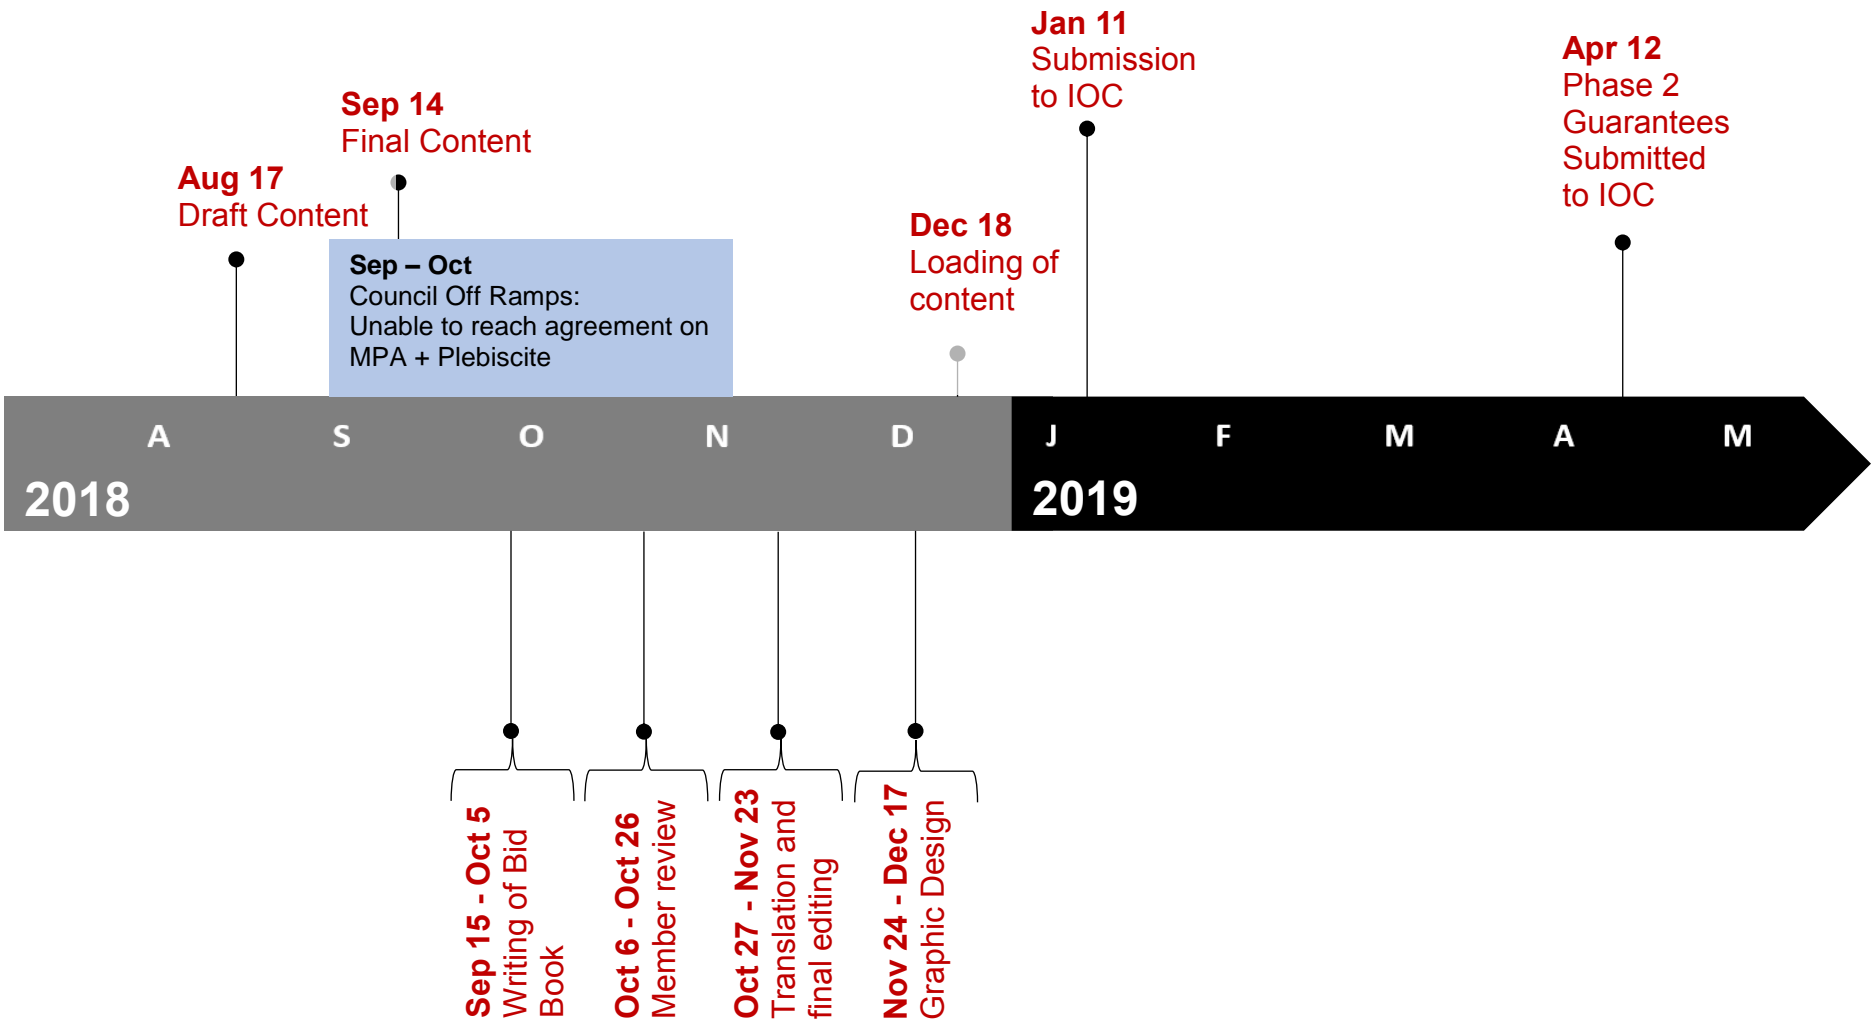 Jan 11
Submission
to IOC
Apr 12
Phase 2
Guarantees
Submitted
to IOC
Sep 14
Final Content
Aug 17
Draft Content
Dec 18
Loading of
content
Sep – Oct
Council Off Ramps:
Unable to reach agreement on
MPA + Plebiscite
A S O N D J F M A M
2018 2019
Sep 15 - Oct 5
Writing of Bid
Book
Oct 6 - Oct 26
Member review
Oct 27 - Nov 23
Translation and
final editing
Nov 24 - Dec 17
Graphic Design